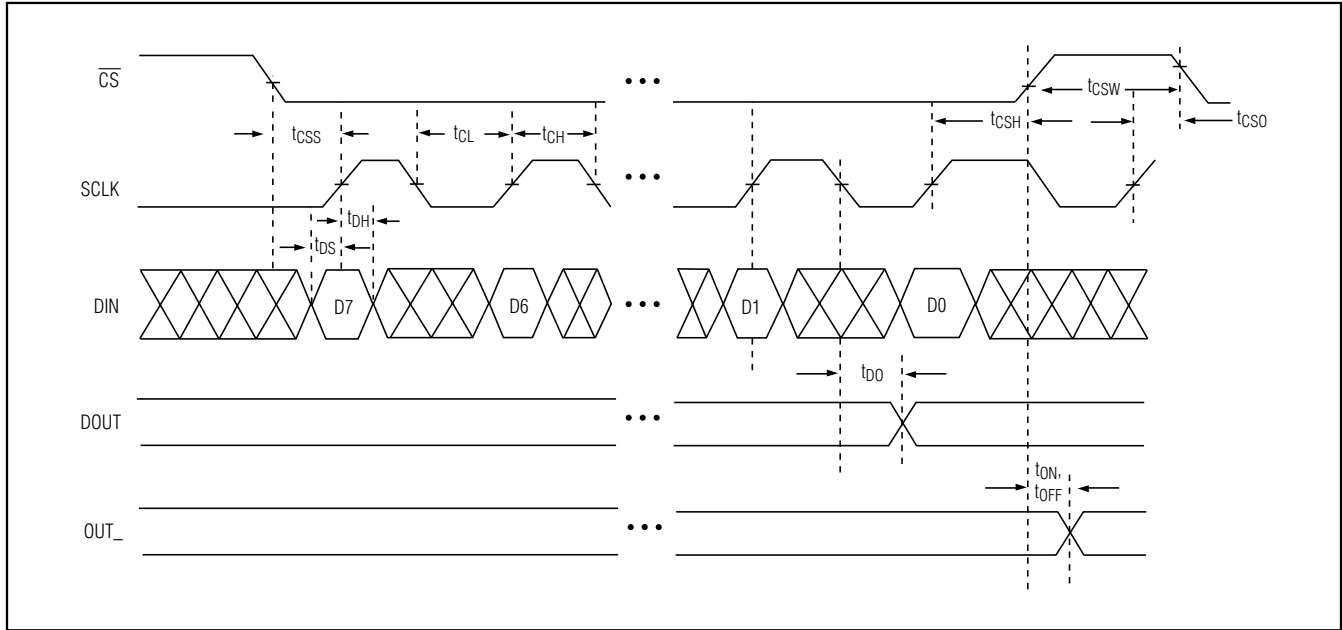 CS
tCSW
tCSS
tCL
tCH
tCSH
tCSO
SCLK
tDH
tDS
DIN
D7
D6
D1
D0
tDO
DOUT
tON,
tOFF
OUT_